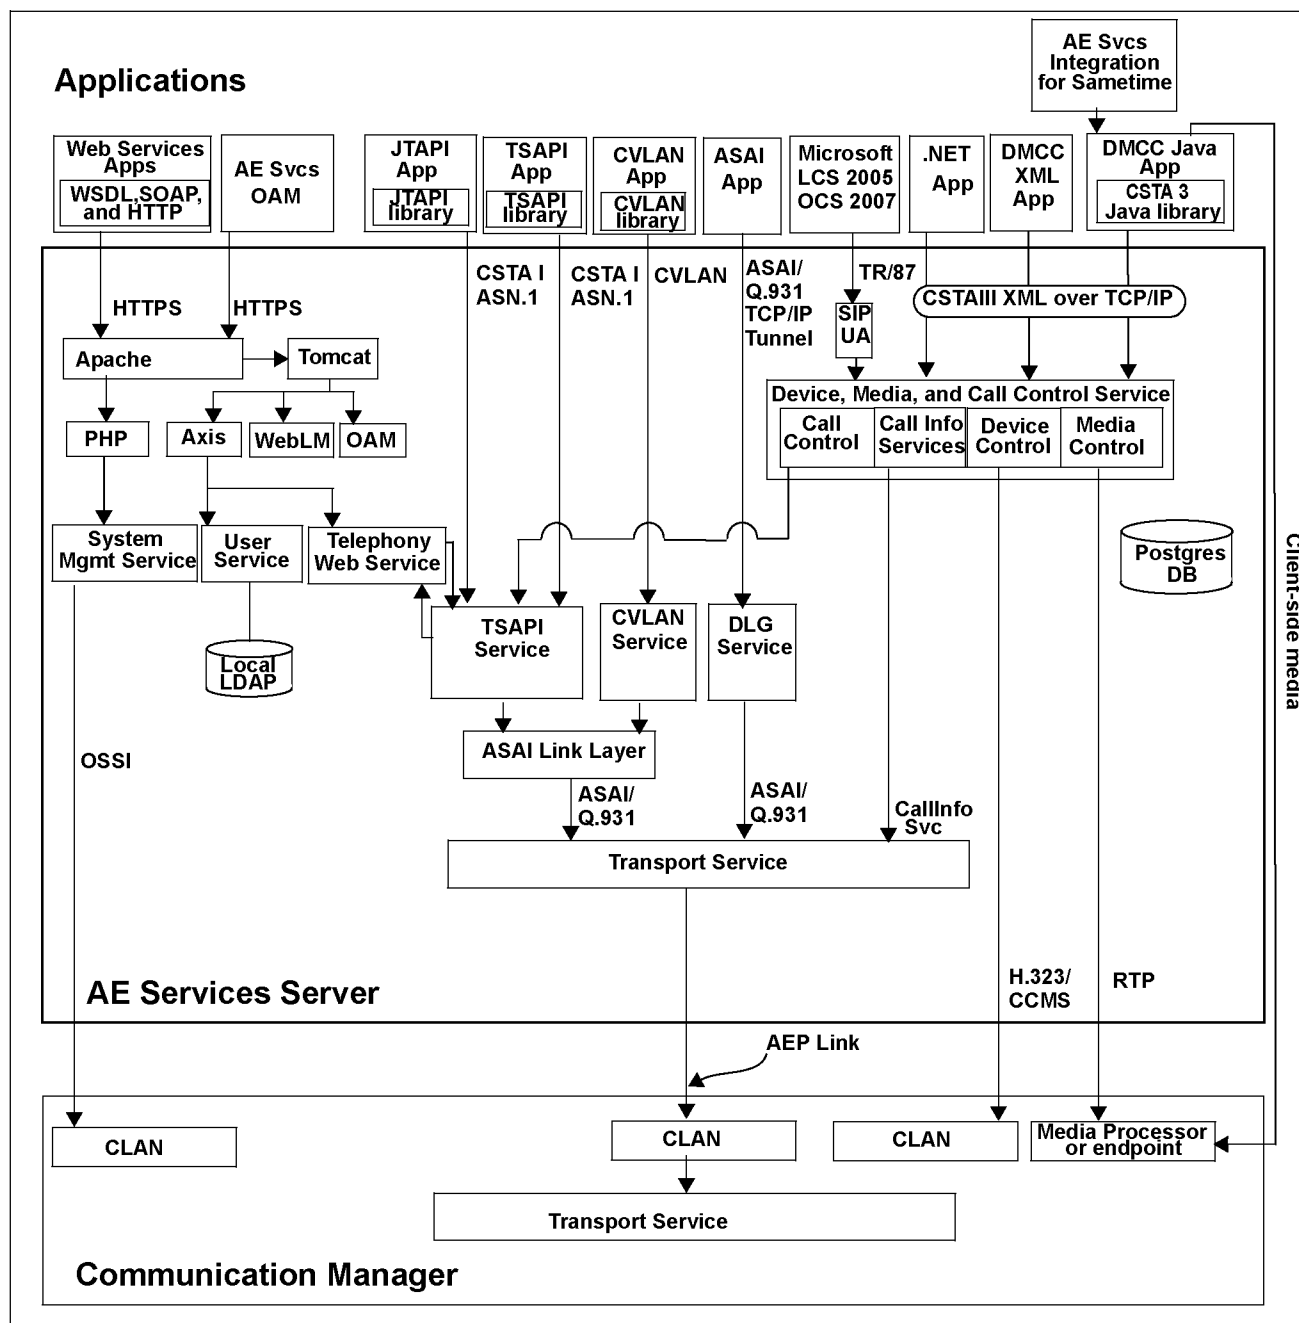 AE Svcs
Integration
for Sametime
Applications
Web Services
Apps
WSDL,SOAP,
and HTTP
AE Svcs
OAM
JTAPI
App
JTAPI
library
TSAPI
App
TSAPI
library
CVLAN
App
CVLAN
library
ASAI
App
Microsoft
LCS 2005
OCS 2007
.NET
App
DMCC
XML
App
DMCC Java
App
CSTA 3
Java library
HTTPS
HTTPS
CSTA I
ASN.1
CSTA I
ASN.1
CVLAN
ASAI/
Q.931
TCP/IP
Tunnel
TR/87
CSTAIII XML over TCP/IP
SIP
UA
Apache
Tomcat
PHP
Axis
WebLM
OAM
Device, Media, and Call Control Service
Call
Control
Call Info
Services
Device
Control
Media
Control
System
Mgmt Service
User
Service
Telephony
Web Service
Postgres
DB
Client-side media
TSAPI
Service
CVLAN
Service
DLG
Service
Local
LDAP
OSSI
ASAI Link Layer
ASAI/
Q.931
ASAI/
Q.931
CallInfo
Svc
Transport Service
AE Services Server
H.323/
CCMS
RTP
AEP Link
CLAN
CLAN
CLAN
Media Processor
or endpoint
Transport Service
Communication Manager